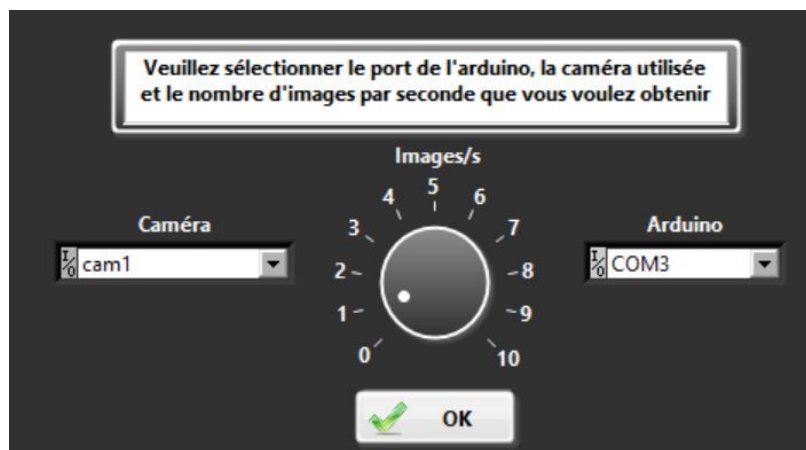 Veuillez sélectionner le port de l'arduino, la caméra utilisée
et le nombre d'images par seconde que vous voulez obtenir
Images/s
Caméra
cam1
0
1
2
3
4
5
6
7
8
9
10
Arduino
I/O COM3
OK